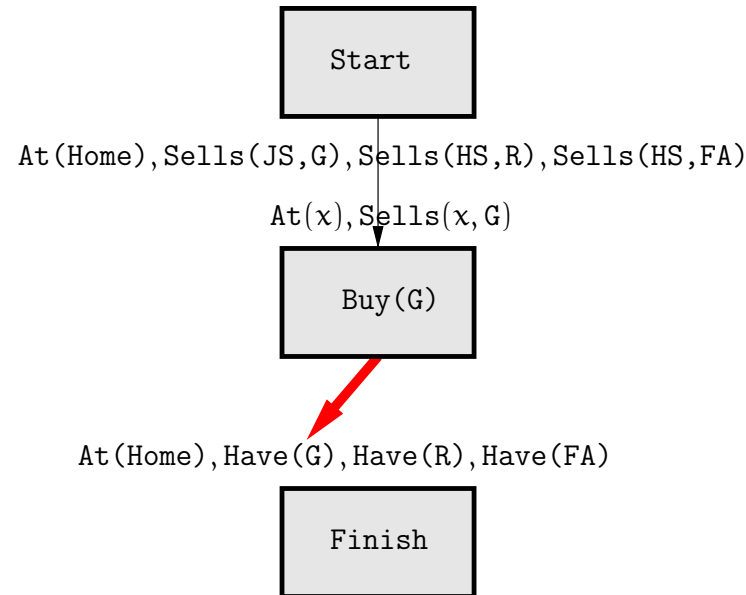 Start
At(Home),Sells(JS,G),Sells(HS,R),Sells(HS,FA)
At(x),Sells(x,G)
Buy(G)
At(Home),Have(G),Have(R),Have(FA)
Finish